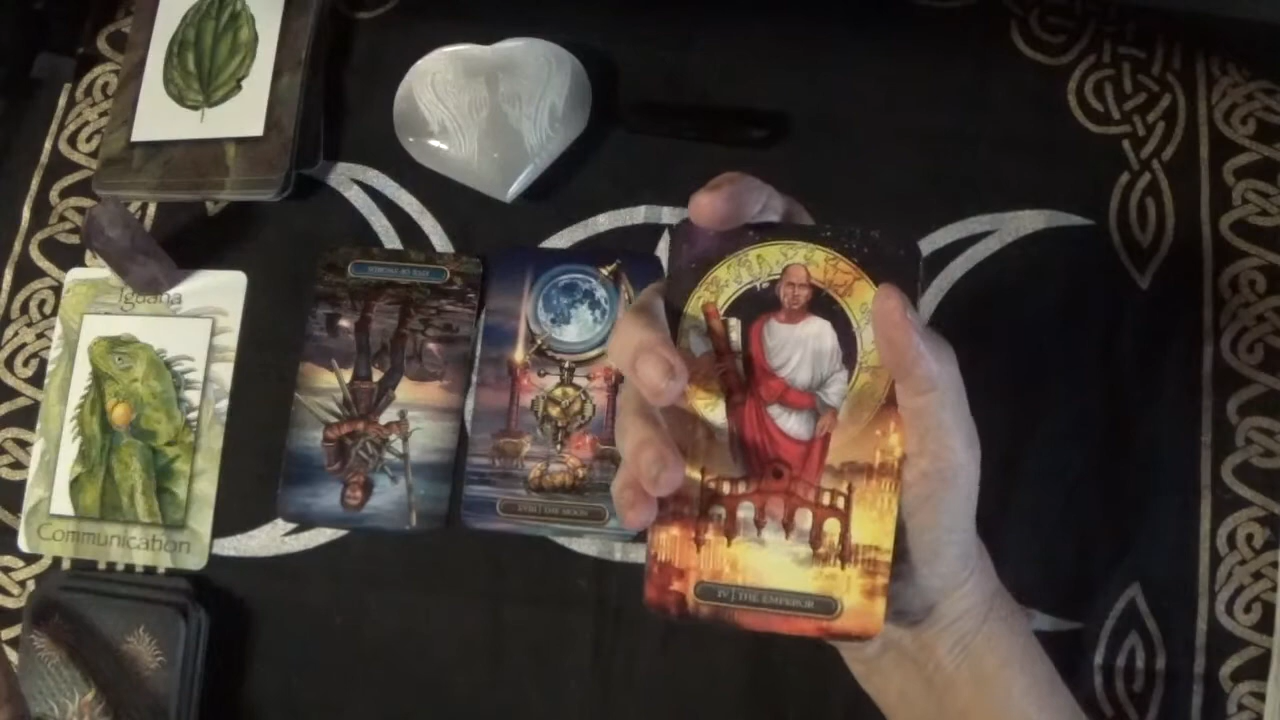 Iguana
Communication
XVIII | THE MOON
IV | THE EMPEROR